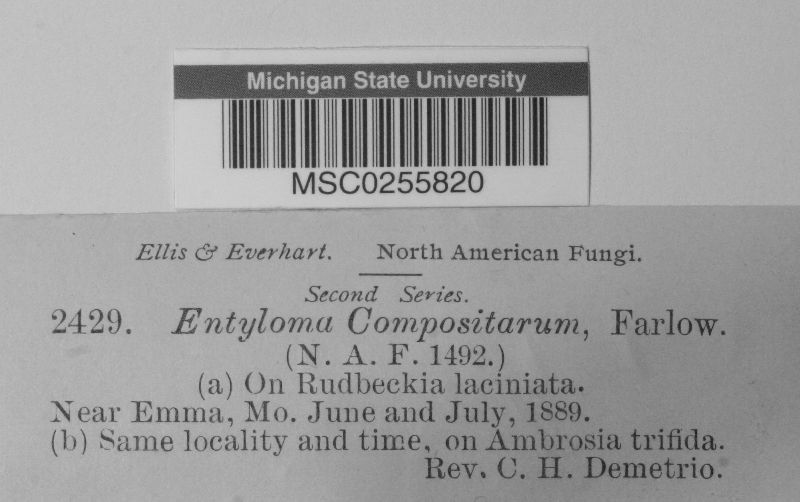 Michigan State University
MSC0255820
Ellis & Everhart. North American Fungi.
Second Series.
2429. Entyloma Compositarum, Farlow.
(N. A. F. 1492.)
(a) On Rudbeckia laciniata.
Near Emma, Mo. June and July, 1889.
(b) Same locality and time, on Ambrosia trifida.
Rev. C. H. Demetrio.